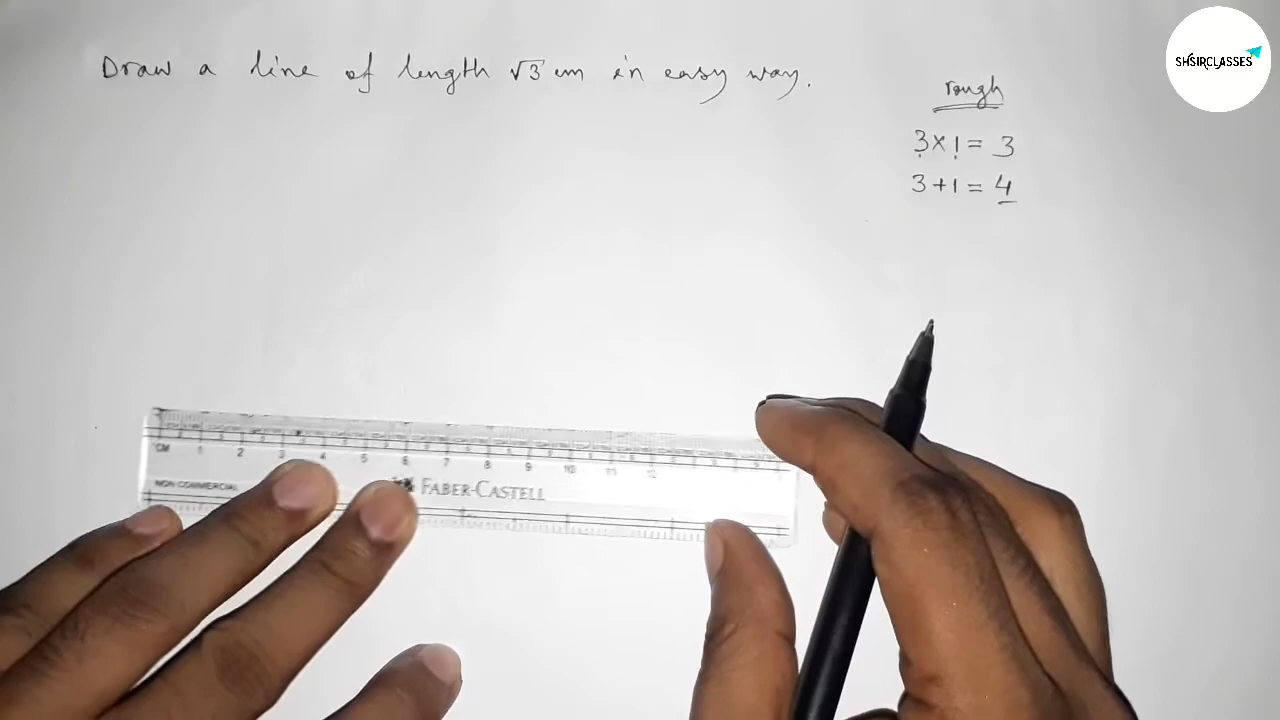 Draw a line of length √3 cm in easy way.
SHSIRCLASSES
rough
3×1 = 3
3+1 = 4
CM 1 2 3 4 5 6 7 8 9 10 11 12
FABER-CASTELL
NON COMMERCIAL